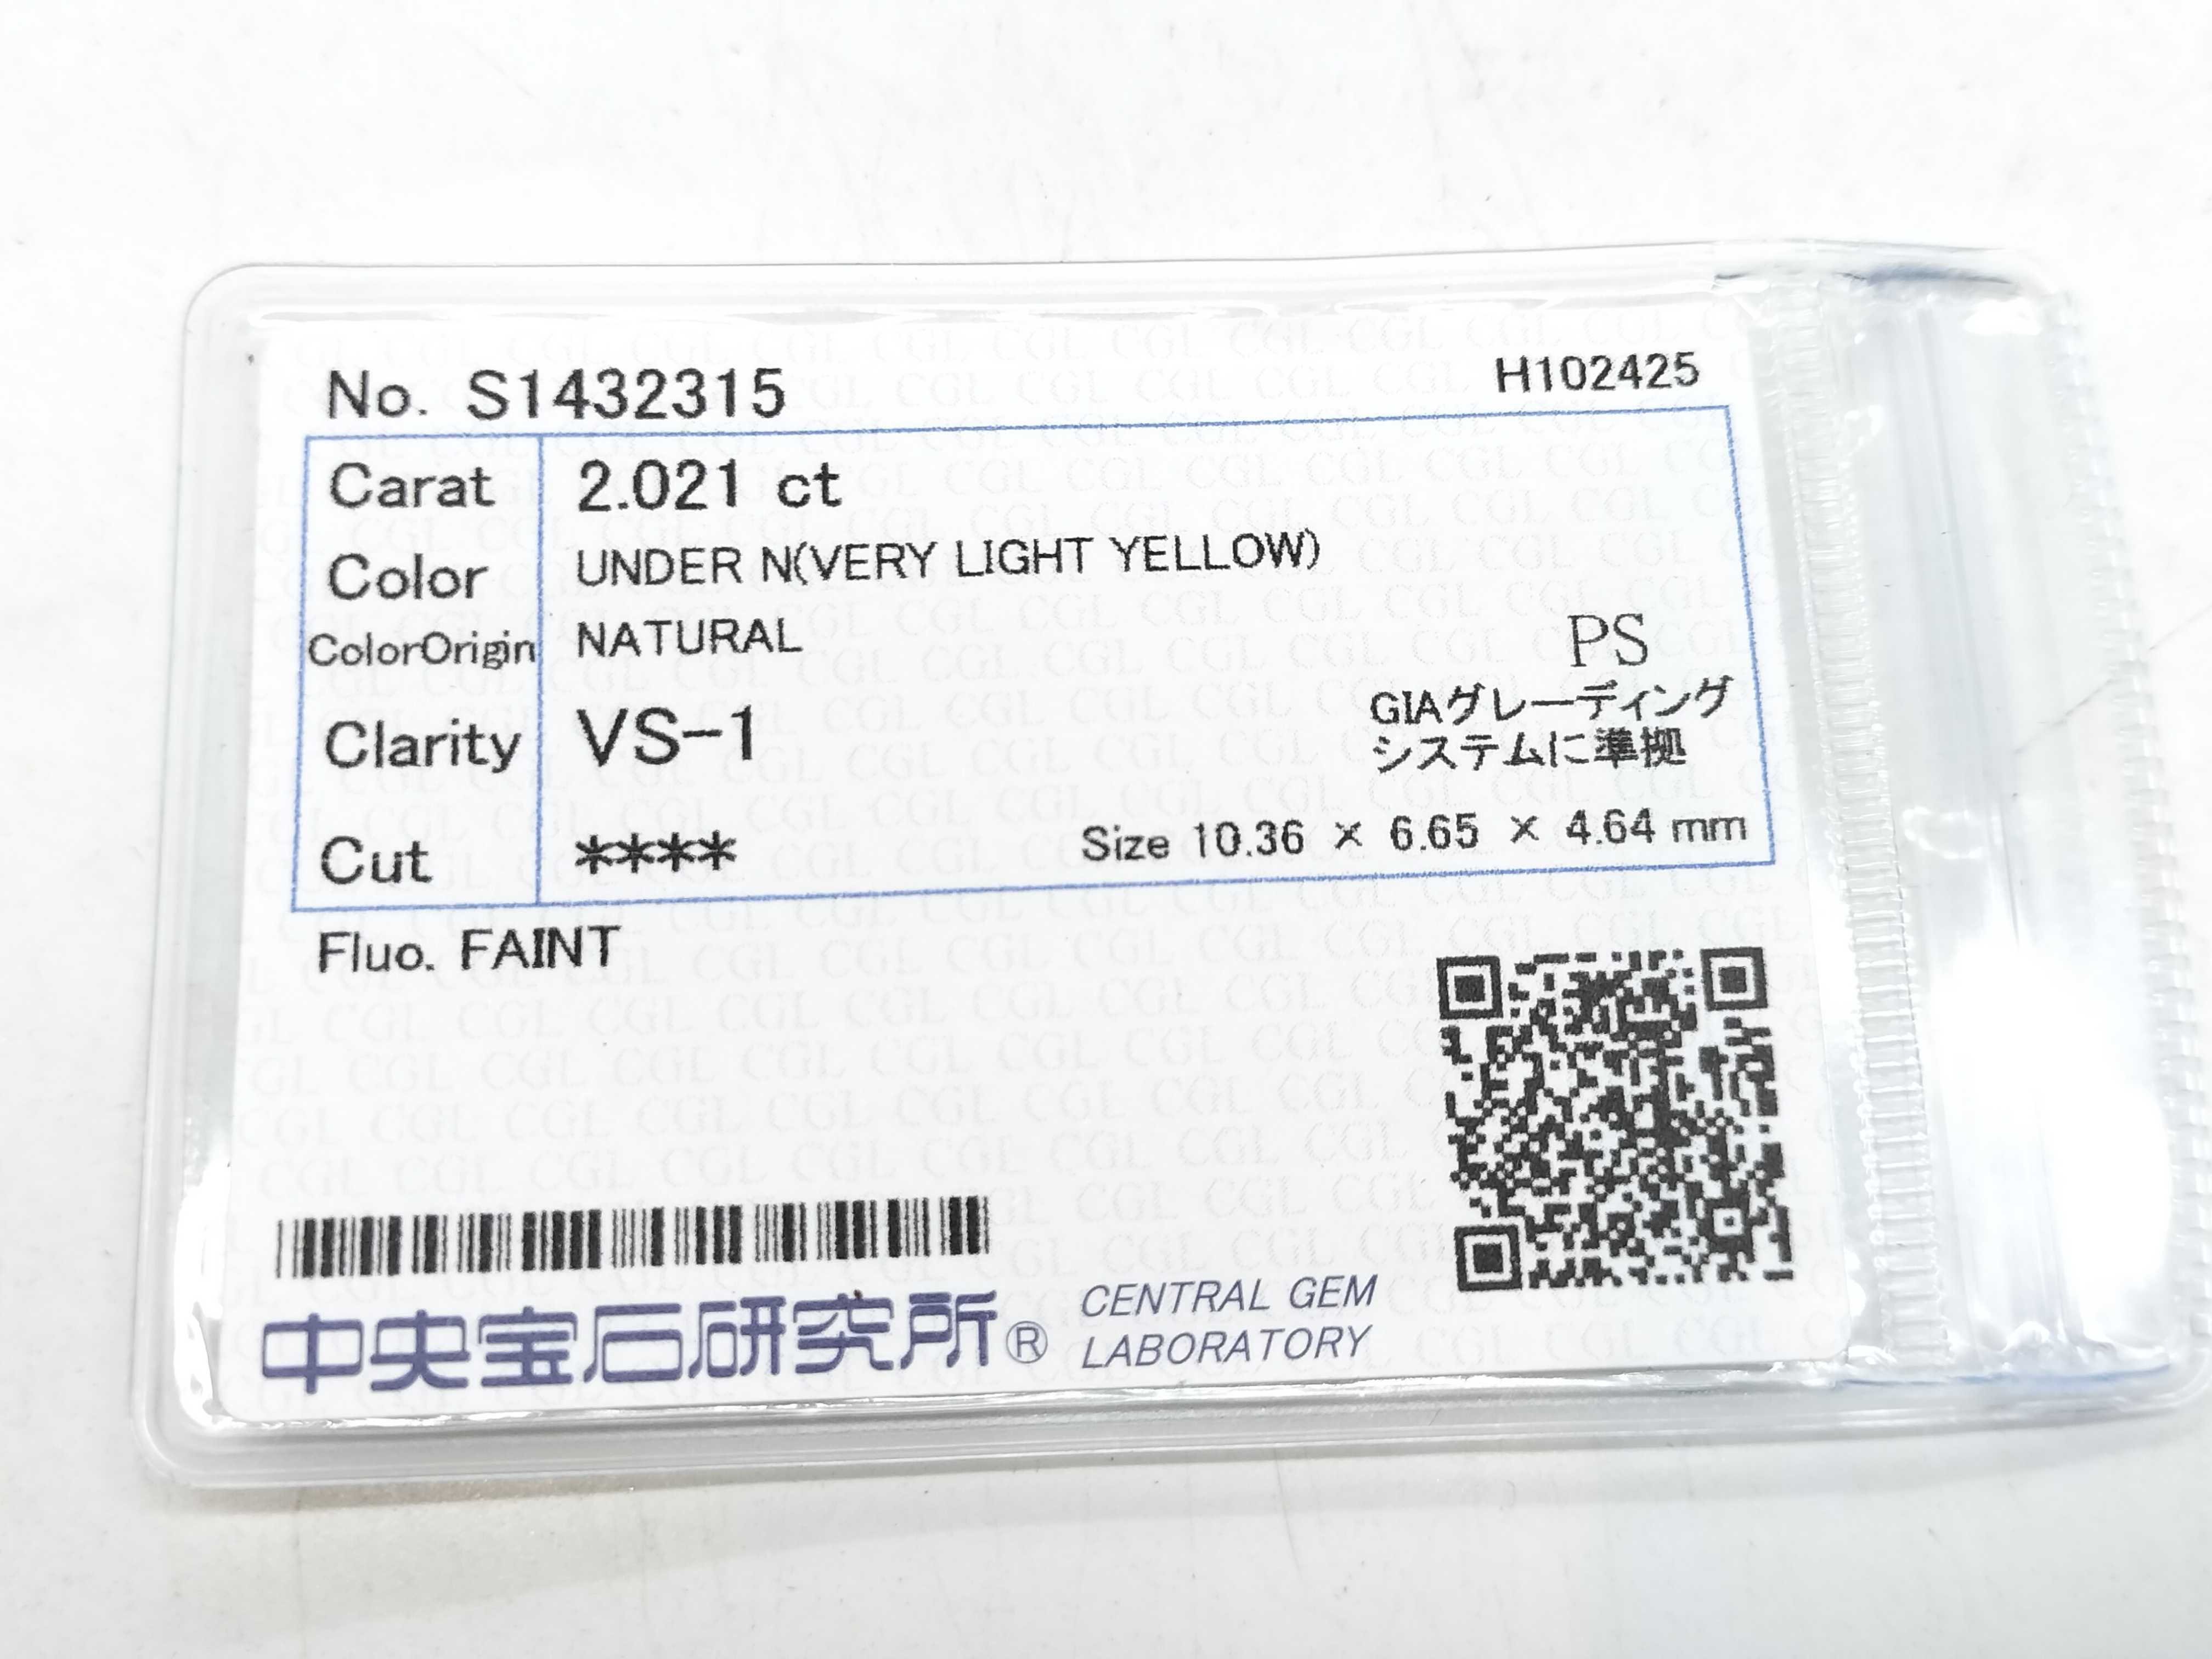 No. S1432315
H102425
Carat 2.021 ct
Color UNDER N(VERY LIGHT YELLOW)
ColorOrigin NATURAL
PS
GIAグレーディング
システムに準拠
Clarity VS-1
Cut ****
Size 10.36 × 6.65 × 4.64 mm
Fluo. FAINT
中央宝石研究所®
CENTRAL GEM
LABORATORY